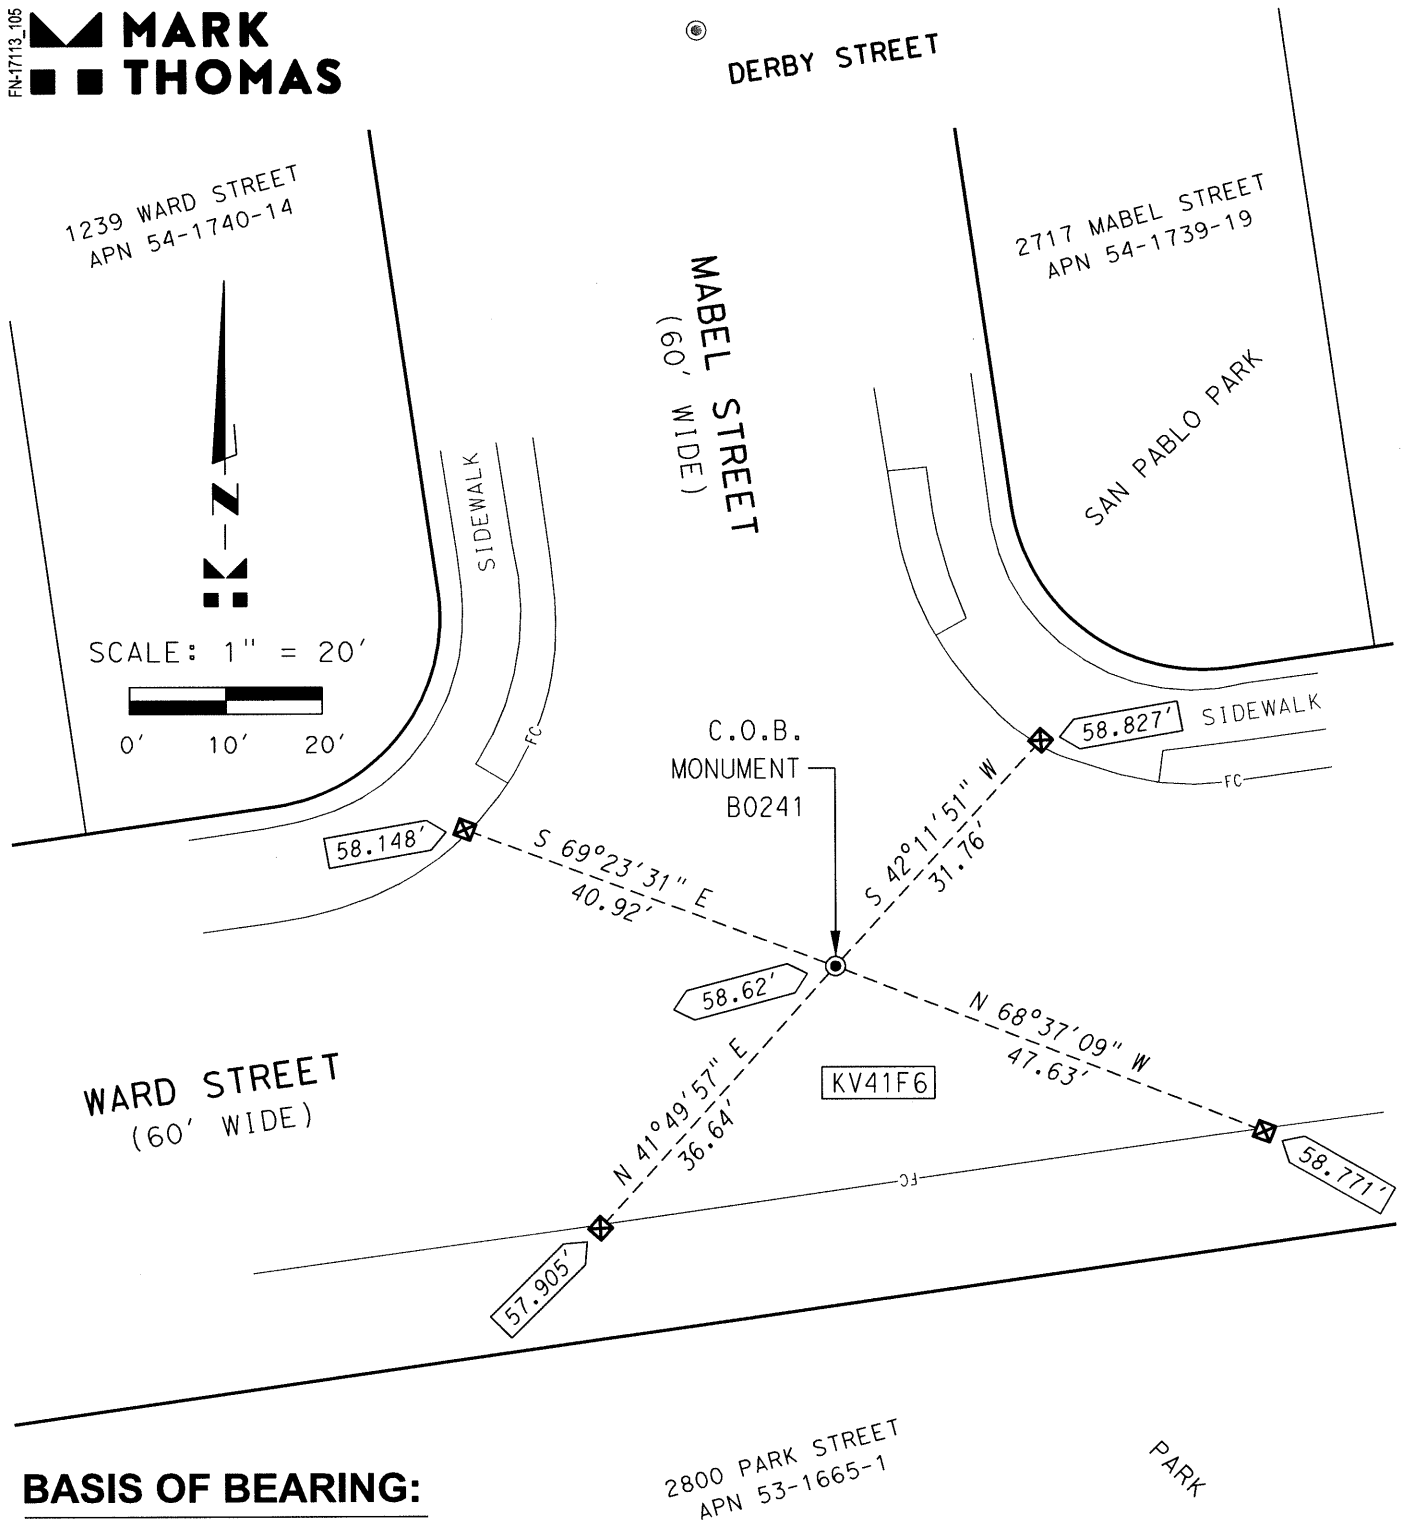 FN-17113_105
MARK
THOMAS
DERBY STREET
1239 WARD STREET
APN 54-1740-14
2717 MABEL STREET
APN 54-1739-19
MABEL STREET
(60' WIDE)
SAN PABLO PARK
SIDEWALK
N
SCALE: 1" = 20'
0' 10' 20'
FC
C.O.B.
MONUMENT
B0241
58.827'
SIDEWALK
FC
58.148'
S 69°23'31" E
40.92'
S 42°11'51" W
31.76'
58.62'
N 68°37'09" W
47.63'
WARD STREET
(60' WIDE)
N 41°49'57" E
36.64'
KV41F6
FC
58.771'
57.905'
2800 PARK STREET
APN 53-1665-1
PARK
BASIS OF BEARING: